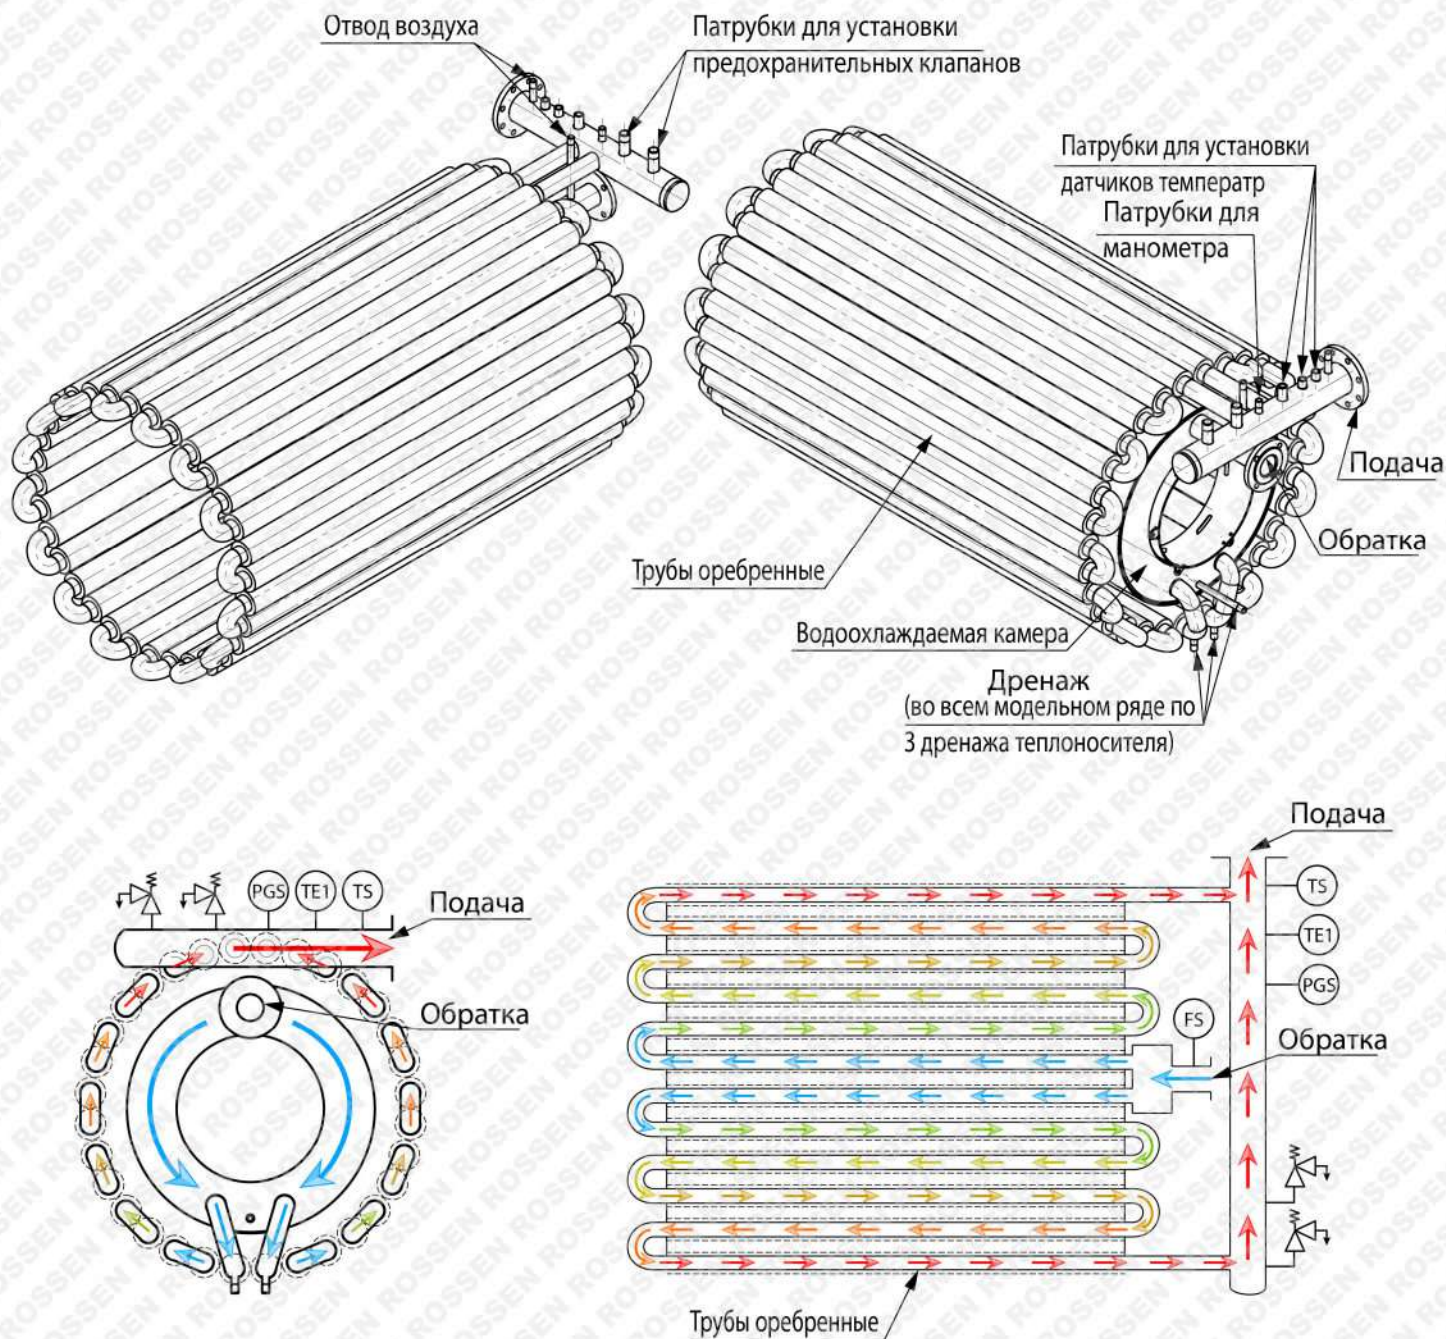 Отвод воздуха
Патрубки для установки
предохранительных клапанов
Патрубки для установки
датчиков температр
Патрубки для
манометра
Подача
Обратка
Трубы оребренные
Водоохлаждаемая камера
Дренаж
(во всем модельном ряде по
3 дренажа теплоносителя)
PGS TE1 TS
Подача
Обратка
Подача
TS
TE1
PGS
FS
Обратка
Трубы оребренные
ROSSEN